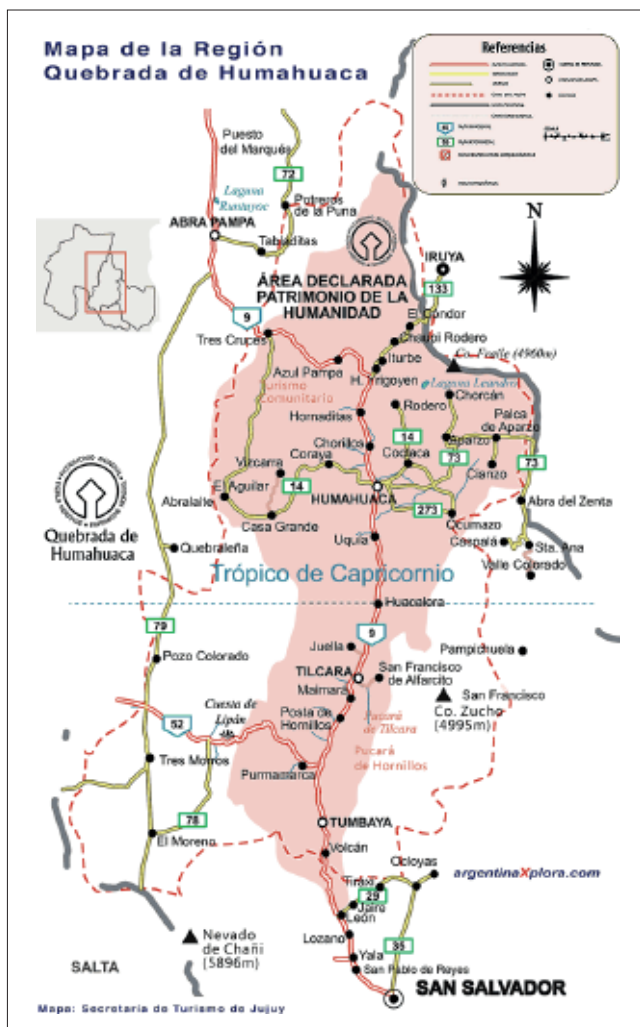 Mapa de la Región
Quebrada de Humahuaca
Referencias
N
Puesto
del Marqués
72
Laguna
Runtuyoc
Potreros
de la Puna
ABRA PAMPA
Tabladitas
IRUYA
133
ÁREA DECLARADA
PATRIMONIO DE LA
HUMANIDAD
9
El Condor
Tres Cruces
Chaupi Rodero
Iturbe
Co. Fralle (4960m)
Azul Pampa
H. Yrigoyen
Turismo
Comunitario
Laguna Leandro
Chorcán
Rodero
Hornaditas
Palca
de Aparzo
14
Chorillos
Aparzo
Coraya
Coctaca
73
73
Vizcarra
Cianzo
El Aguilar
14
HUMAHUACA
Abralaite
273
Abra del Zenta
Casa Grande
Ocumazo
Quebrada de
Humahuaca
Uquía
Caspalá
Sta. Ana
Quebraleña
Valle Colorado
Trópico de Capricornio
Huacalera
79
9
Juella
Pampichuela
Pozo Colorado
TILCARA
San Francisco
de Alfarcito
Maimará
San Francisco
Cuesta de
Lipán
Co. Zucho
(4995m)
52
Posta de
Hornillos
Pucará
de Tilcara
Tres Morros
Purmamarca
Pucará
de Hornillos
78
TUMBAYA
El Moreno
Volcán
Ocloyas
argentinaXplora.com
Tiraxi
29
Jaire
León
Nevado
de Chañi
(5896m)
Lozano
35
Yala
SALTA
San Pablo de Reyes
SAN SALVADOR
Mapa: Secretaria de Turismo de Jujuy